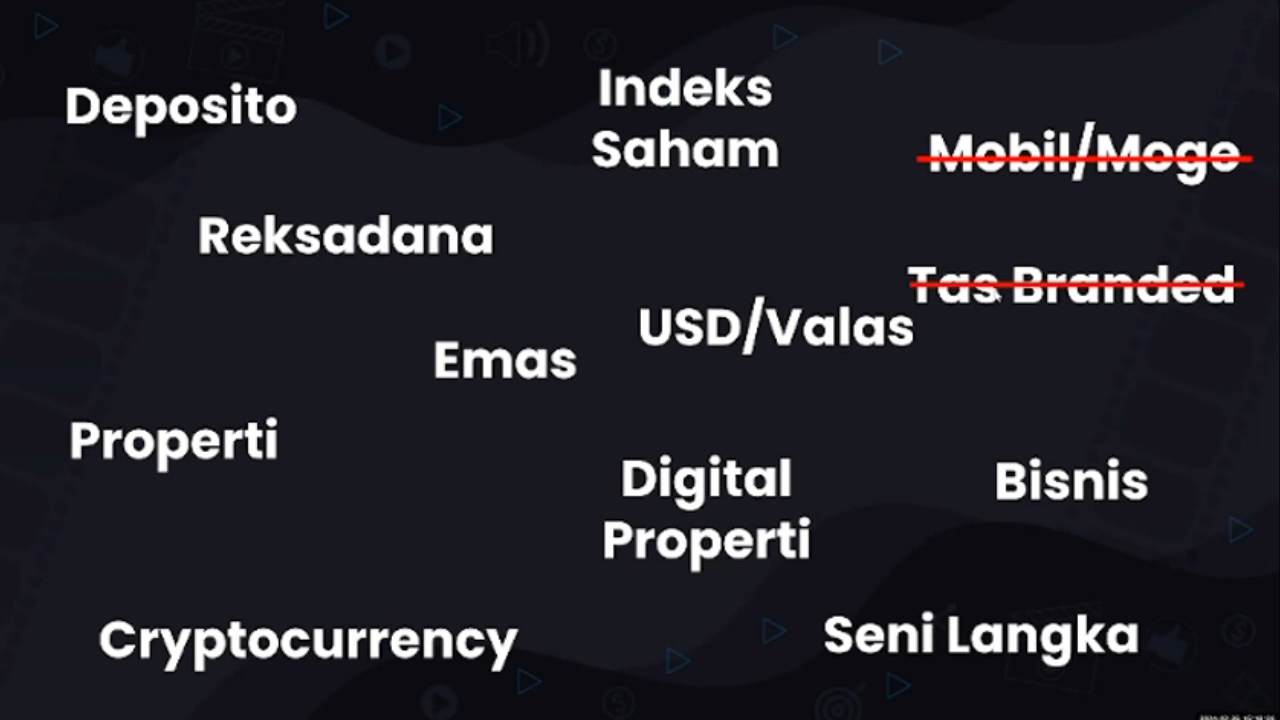 Deposito
Indeks
Saham
Mobil/Moge
Reksadana
Tas Branded
USD/Valas
Emas
Properti
Digital
Properti
Bisnis
Cryptocurrency
Seni Langka